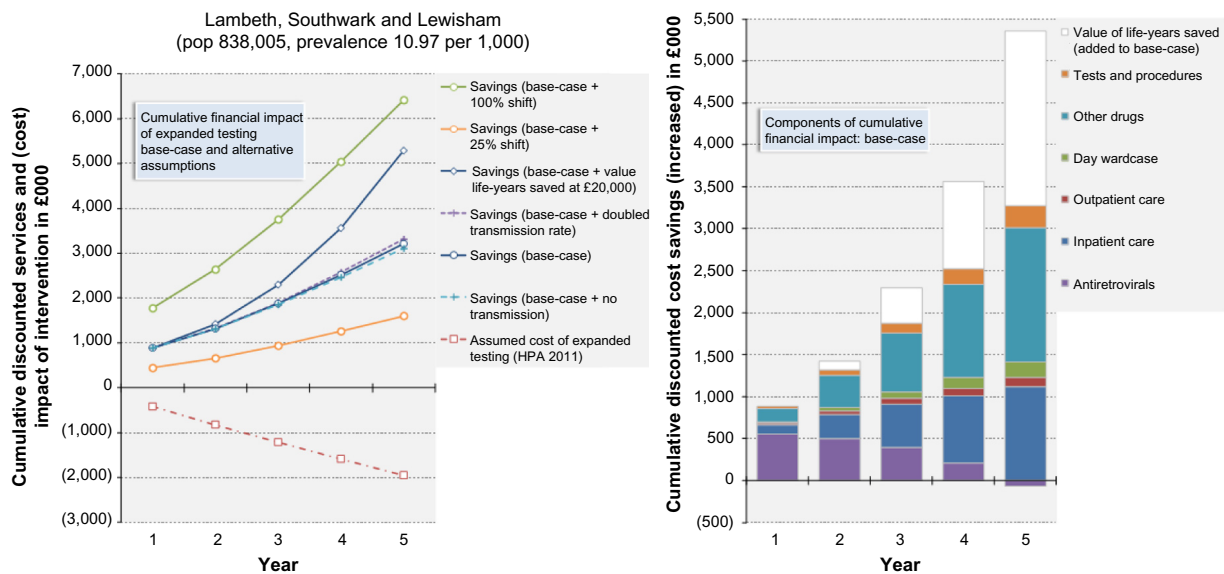 Lambeth, Southwark and Lewisham
(pop 838,005, prevalence 10.97 per 1,000)
Cumulative discounted services and (cost)
impact of intervention in £000
7,000
6,000
5,000
4,000
3,000
2,000
1,000
0
(1,000)
(2,000)
(3,000)
Cumulative financial impact
of expanded testing
base-case and alternative
assumptions
1
2
3
4
5
Year
Savings (base-case +
100% shift)
Savings (base-case +
25% shift)
Savings (base-case + value
life-years saved at £20,000)
Savings (base-case + doubled
transmission rate)
Savings (base-case)
Savings (base-case + no
transmission)
Assumed cost of expanded
testing (HPA 2011)
Cumulative discounted cost savings (increased) in £000
5,500
5,000
4,500
4,000
3,500
3,000
2,500
2,000
1,500
1,000
500
0
(500)
Components of cumulative
financial impact: base-case
1
2
3
4
5
Year
Value of life-years saved
(added to base-case)
Tests and procedures
Other drugs
Day wardcase
Outpatient care
Inpatient care
Antiretrovirals